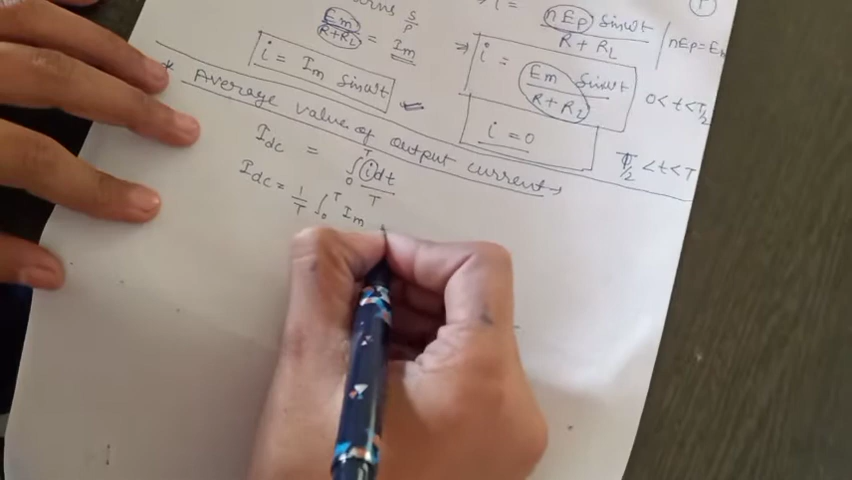 S/P
Em / R+RL = Im
nEp Sinωt / R + RL
nEp = Em
i = Im Sinωt
⇒ i = Em Sinωt / R+RL
0 < t < T/2
i = 0
T/2 < t < T
* Average value of output current →
Idc = ∫₀ᵀ i dt / T
Idc = 1/T ∫₀ᵀ Im